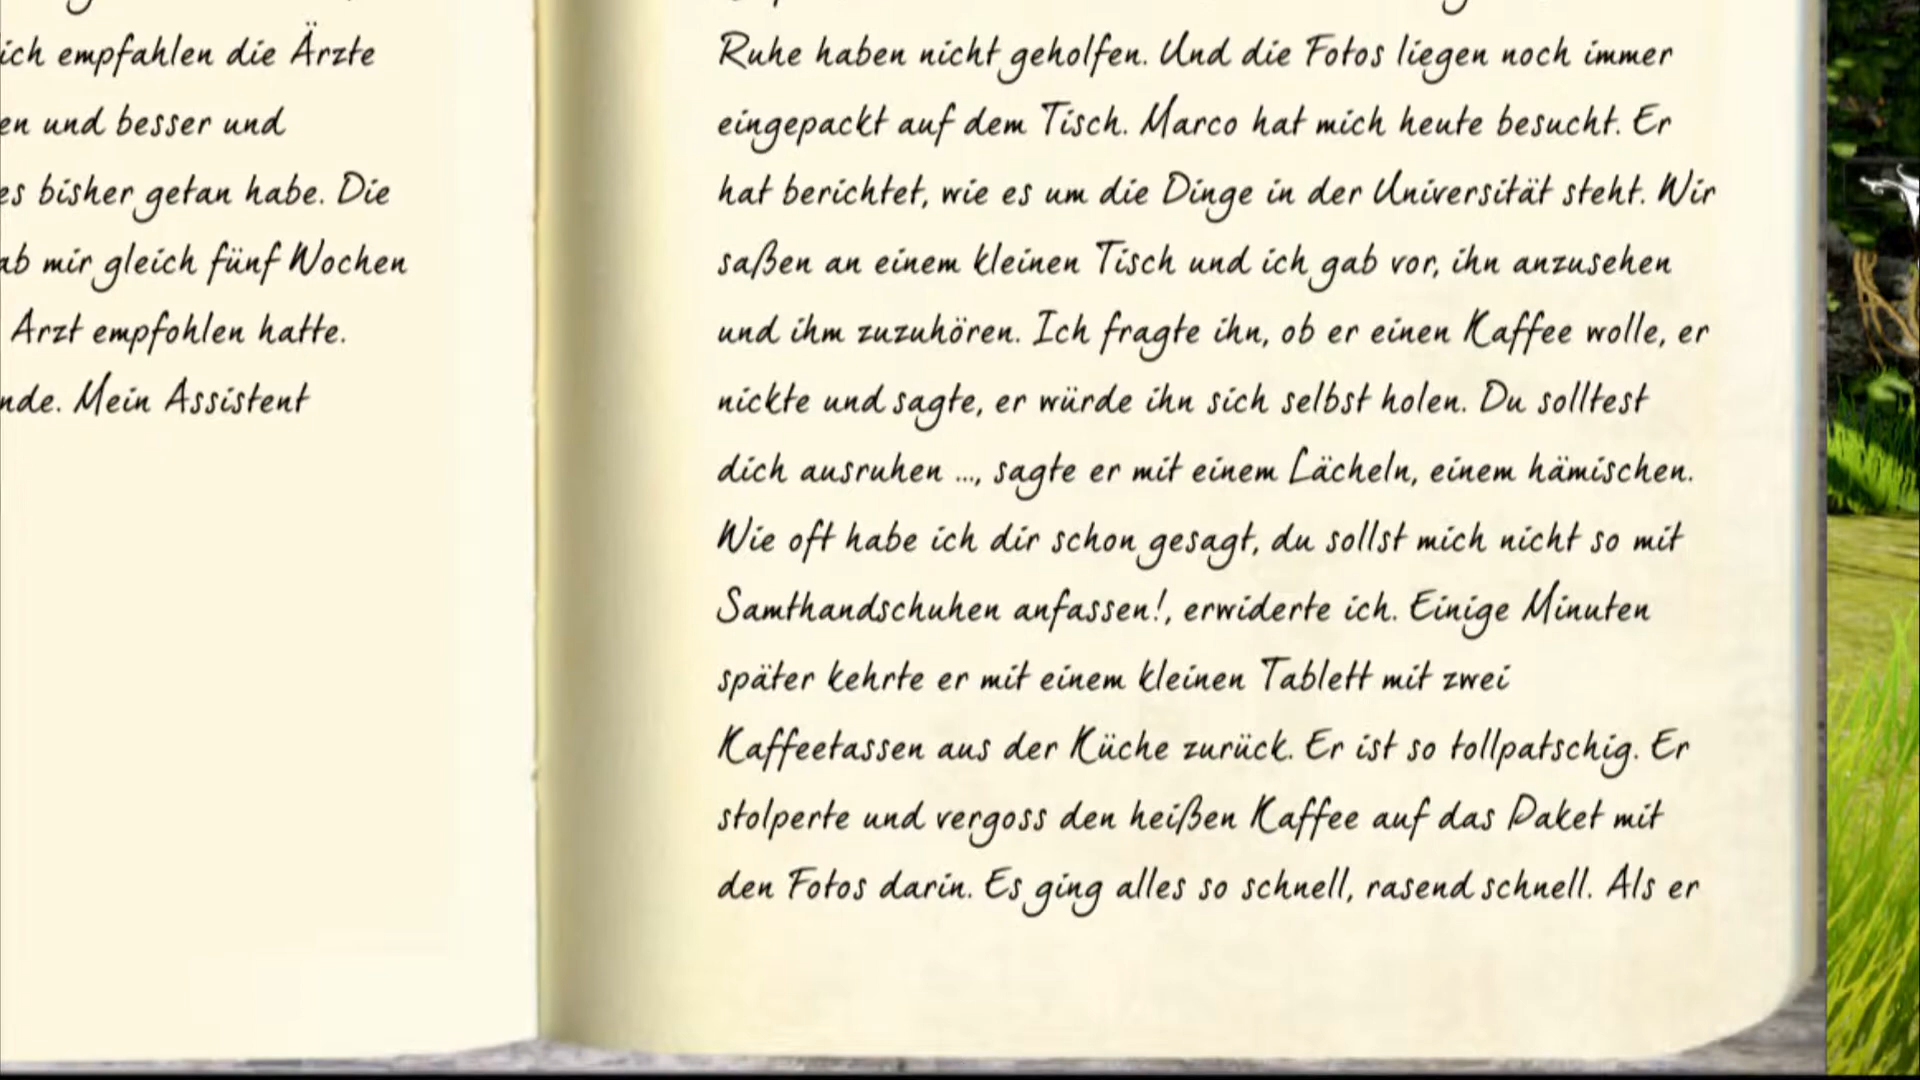 ich empfahlen die Ärzte
en und besser und
es bisher getan habe. Die
ab mir gleich fünf Wochen
Arzt empfohlen hatte.
nde. Mein Assistent
Ruhe haben nicht geholfen. Und die Fotos liegen noch immer
eingepackt auf dem Tisch. Marco hat mich heute besucht. Er
hat berichtet, wie es um die Dinge in der Universität steht. Wir
saßen an einem kleinen Tisch und ich gab vor, ihn anzusehen
und ihm zuzuhören. Ich fragte ihn, ob er einen Kaffee wolle, er
nickte und sagte, er würde ihn sich selbst holen. Du solltest
dich ausruhen ..., sagte er mit einem Lächeln, einem hämischen.
Wie oft habe ich dir schon gesagt, du sollst mich nicht so mit
Samthandschuhen anfassen!, erwiderte ich. Einige Minuten
später kehrte er mit einem kleinen Tablett mit zwei
Kaffeetassen aus der Küche zurück. Er ist so tollpatschig. Er
stolperte und vergoss den heißen Kaffee auf das Paket mit
den Fotos darin. Es ging alles so schnell, rasend schnell. Als er